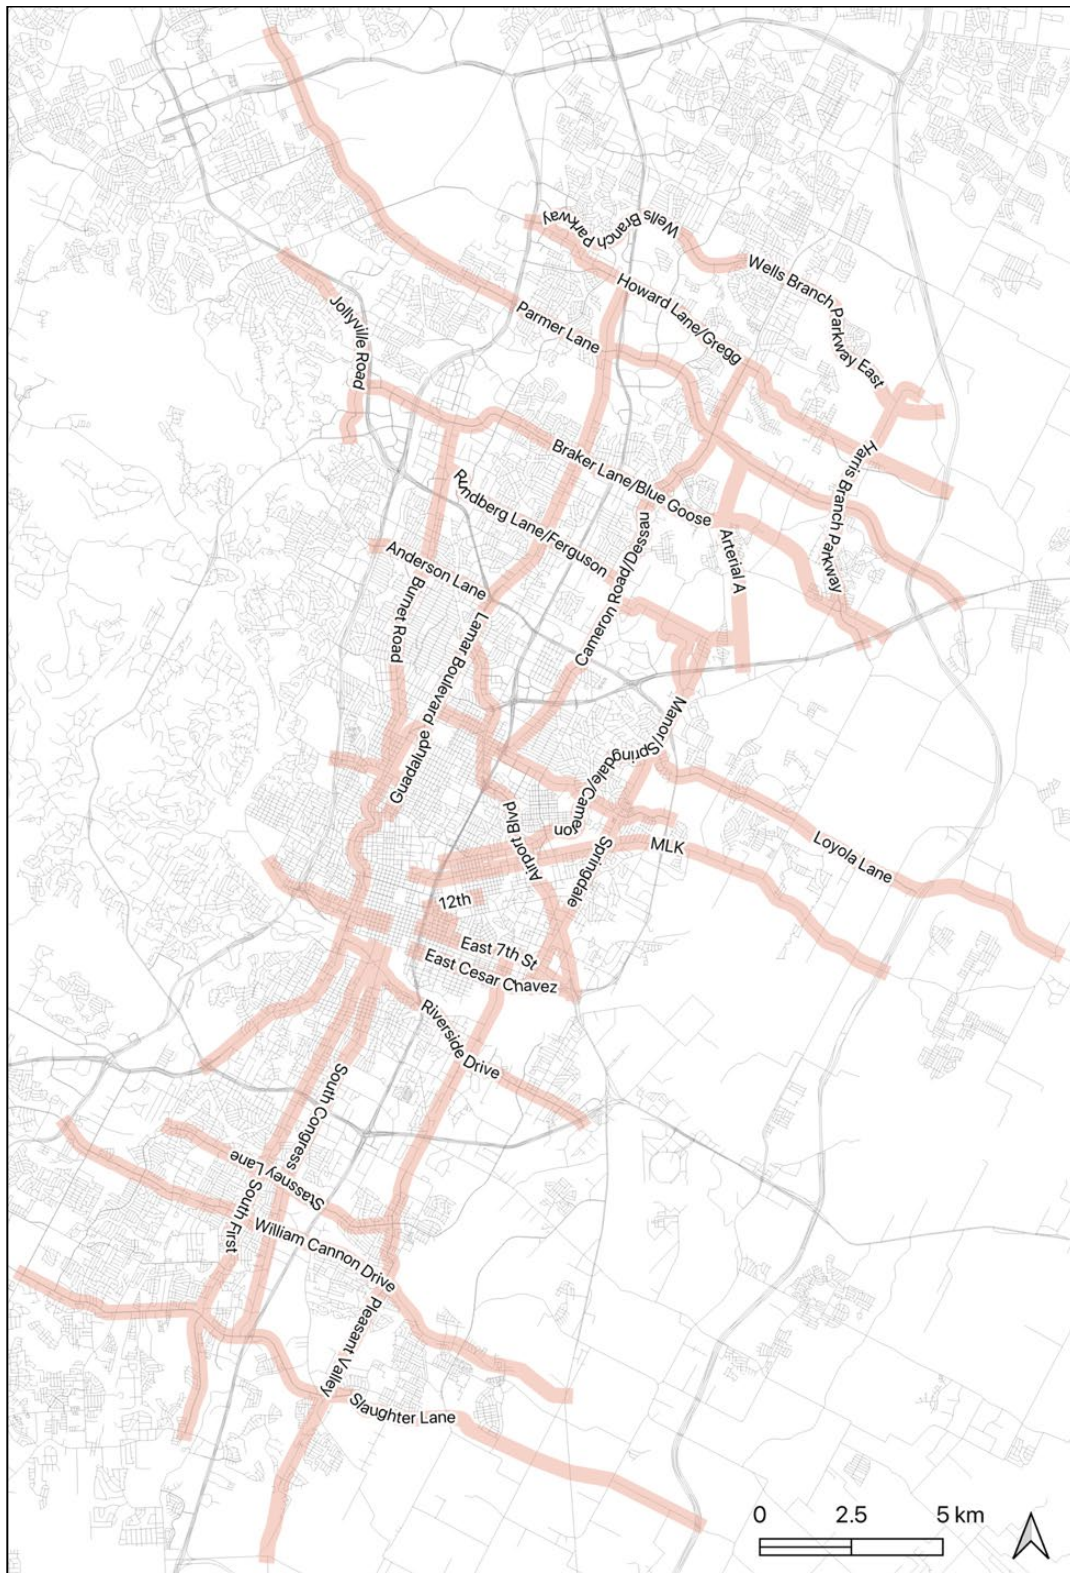 Wells Branch Parkway
Wells Branch Parkway East
Howard Lane/Gregg
Parmer Lane
Jollyville Road
Harris Branch Parkway
Braker Lane/Blue Goose
Rundberg Lane/Ferguson
Cameron Road/Dessau
Arterial A
Anderson Lane
Burnet Road
Lamar Boulevard
Guadalupe
Manor/Springdale/Cameron
Airport Blvd
Springdale
MLK
Loyola Lane
12th
East 7th St
East Cesar Chavez
Riverside Drive
South Congress
Stassney Lane
South First
William Cannon Drive
Pleasant Valley
Slaughter Lane
0 2.5 5 km